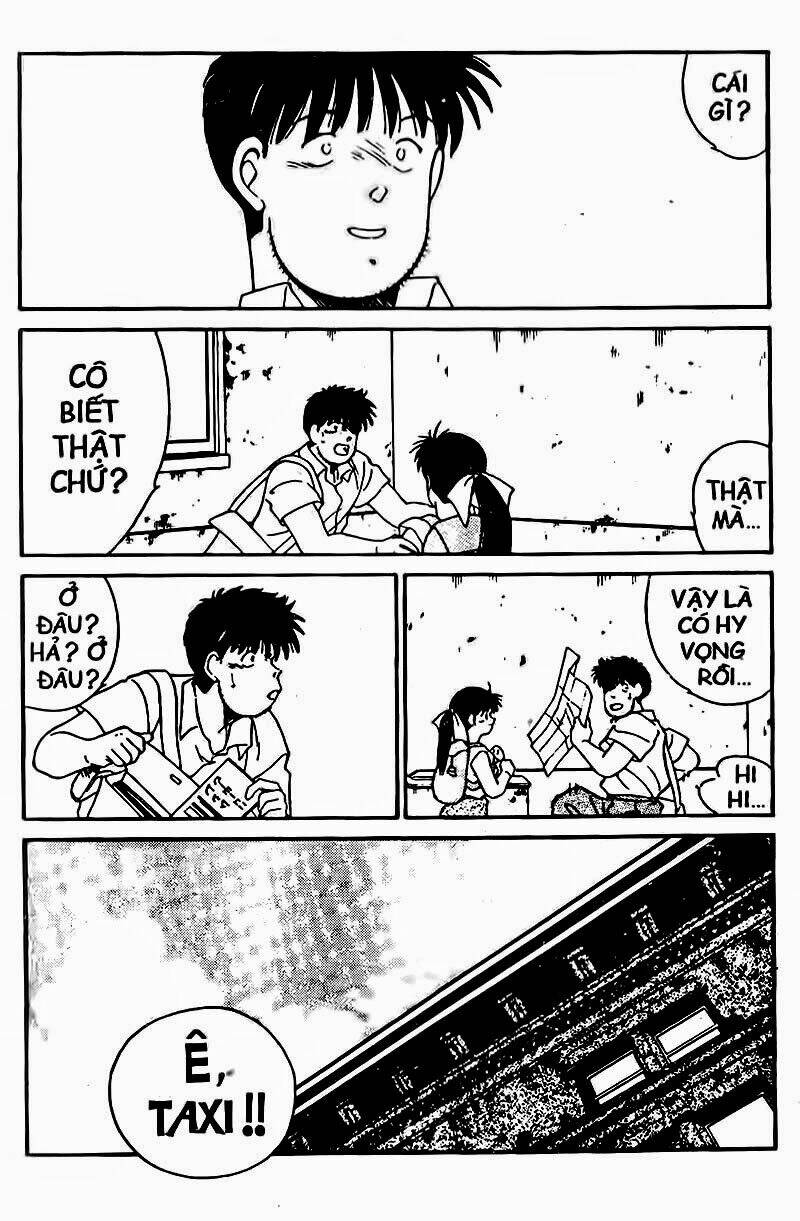 CÁI
GÌ?
CÔ
BIẾT
THẬT
CHỨ?
THẬT
MÀ...
Ở
ĐÂU?
HẢ? Ở
ĐÂU?
VẬY LÀ
CÓ HY
VỌNG
RỒI...
HI
HI...
Ê,
TAXI!!